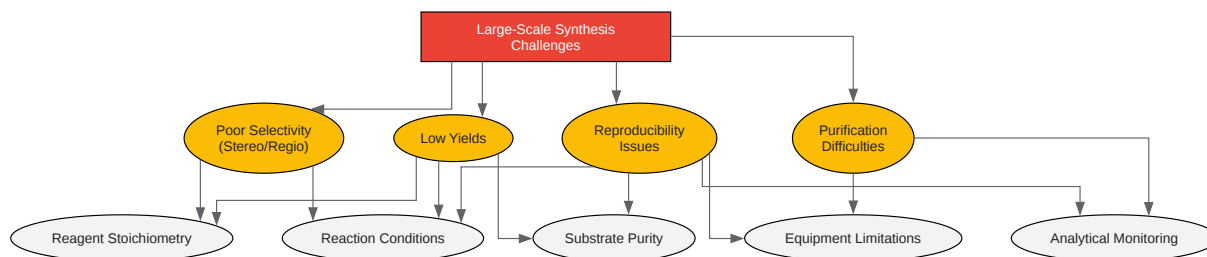 Large-Scale Synthesis
Challenges
Poor Selectivity
(Stereo/Regio)
Low Yields
Reproducibility
Issues
Purification
Difficulties
Reagent Stoichiometry
Reaction Conditions
Substrate Purity
Equipment Limitations
Analytical Monitoring